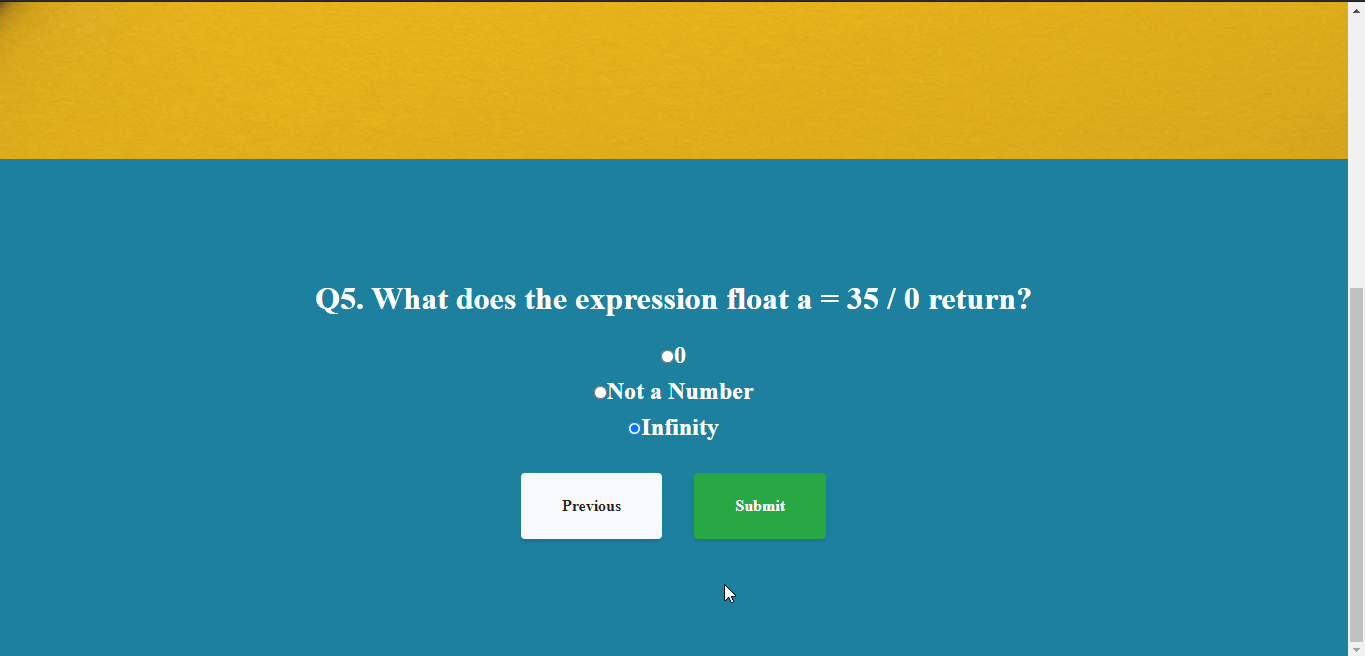 Q5. What does the expression float a = 35 / 0 return?
0
Not a Number
Infinity
Previous Submit